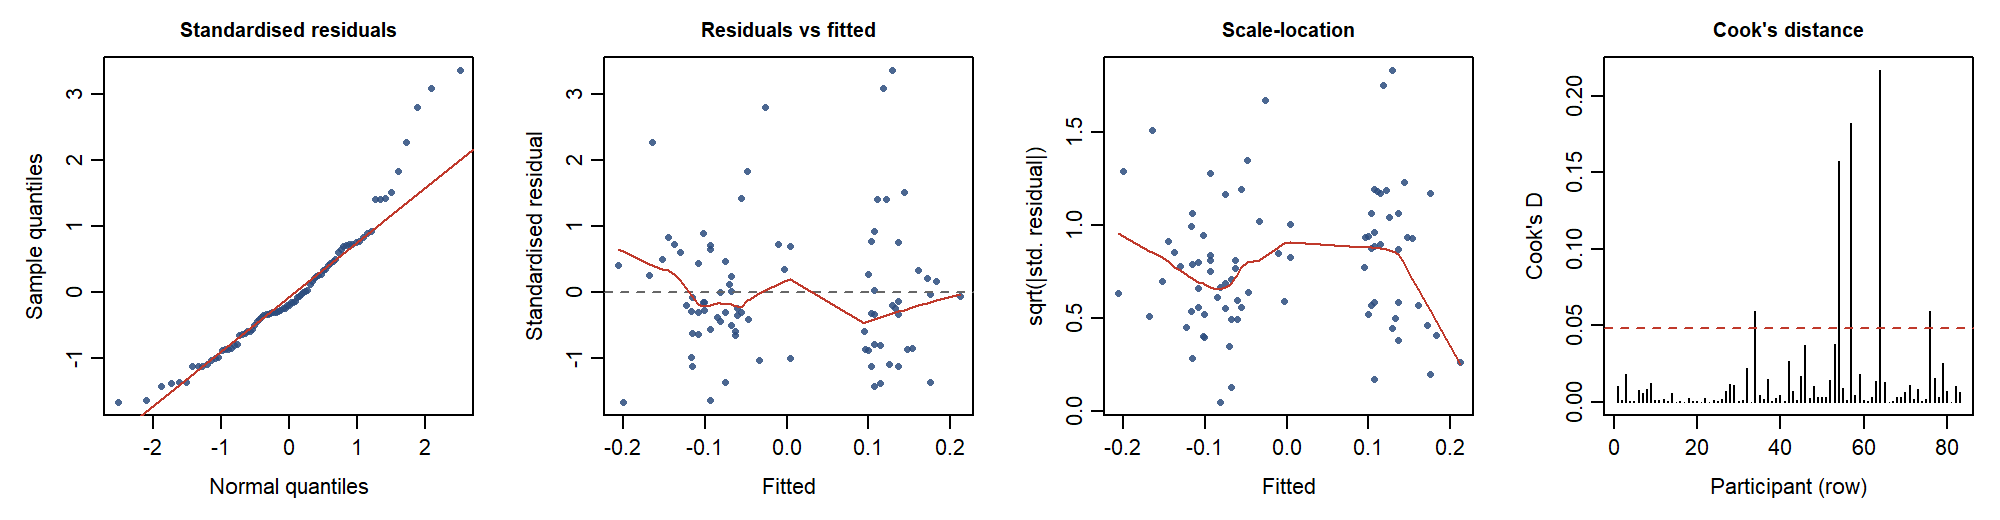 Standardised residuals
Sample quantiles
3
2
1
0
-1
-2 -1 0 1 2
Normal quantiles
Residuals vs fitted
Standardised residual
3
2
1
0
-1
-0.2 -0.1 0.0 0.1 0.2
Fitted
Scale-location
sqrt(|std. residual|)
1.5
1.0
0.5
0.0
-0.2 -0.1 0.0 0.1 0.2
Fitted
Cook's distance
Cook's D
0.20
0.15
0.10
0.05
0.00
0 20 40 60 80
Participant (row)